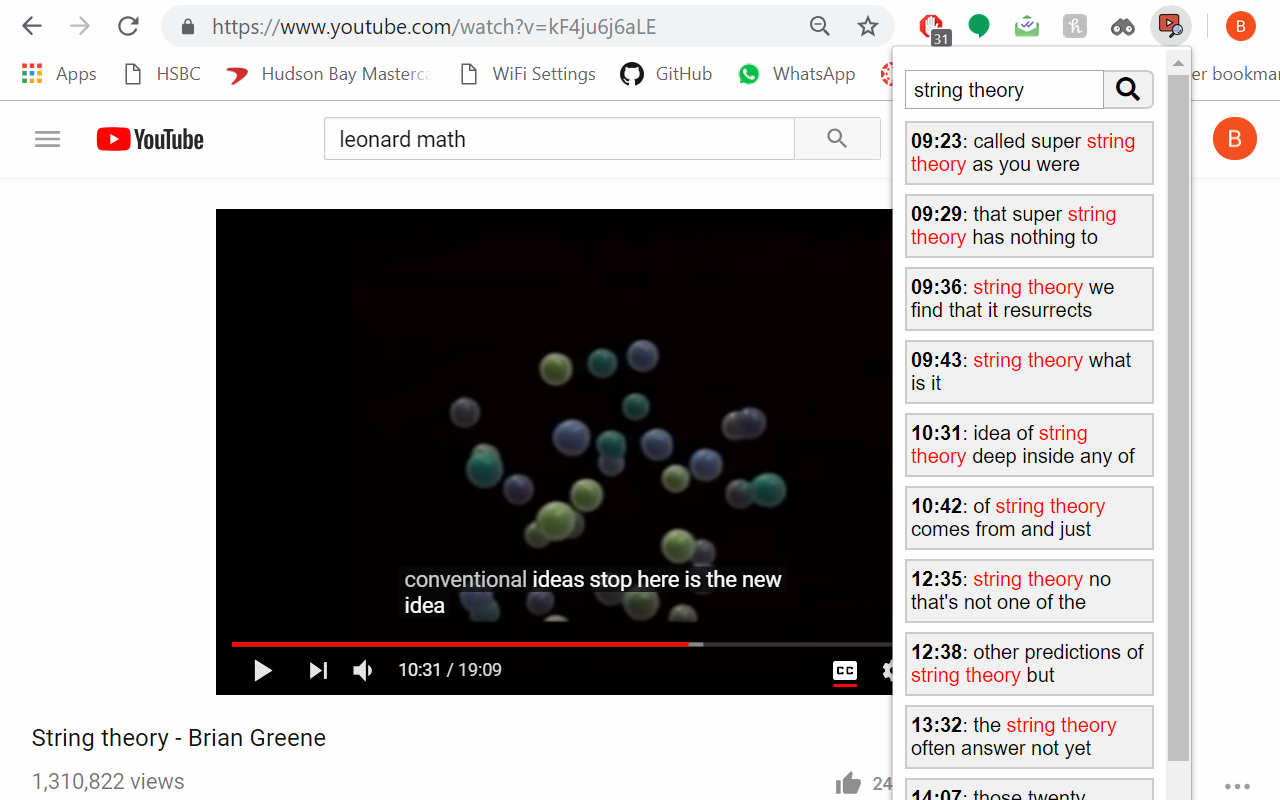 https://www.youtube.com/watch?v=kF4ju6j6aLE
31
h
B
Apps
HSBC
Hudson Bay Masterca
WiFi Settings
GitHub
WhatsApp
er bookmar
YouTube
leonard math
B
string theory
09:23: called super string
theory as you were
09:29: that super string
theory has nothing to
09:36: string theory we
find that it resurrects
09:43: string theory what
is it
10:31: idea of string
theory deep inside any of
10:42: of string theory
comes from and just
12:35: string theory no
that's not one of the
12:38: other predictions of
string theory but
13:32: the string theory
often answer not yet
14:07: those twenty
conventional ideas stop here is the new
idea
10:31 / 19:09
CC
String theory - Brian Greene
1,310,822 views
24